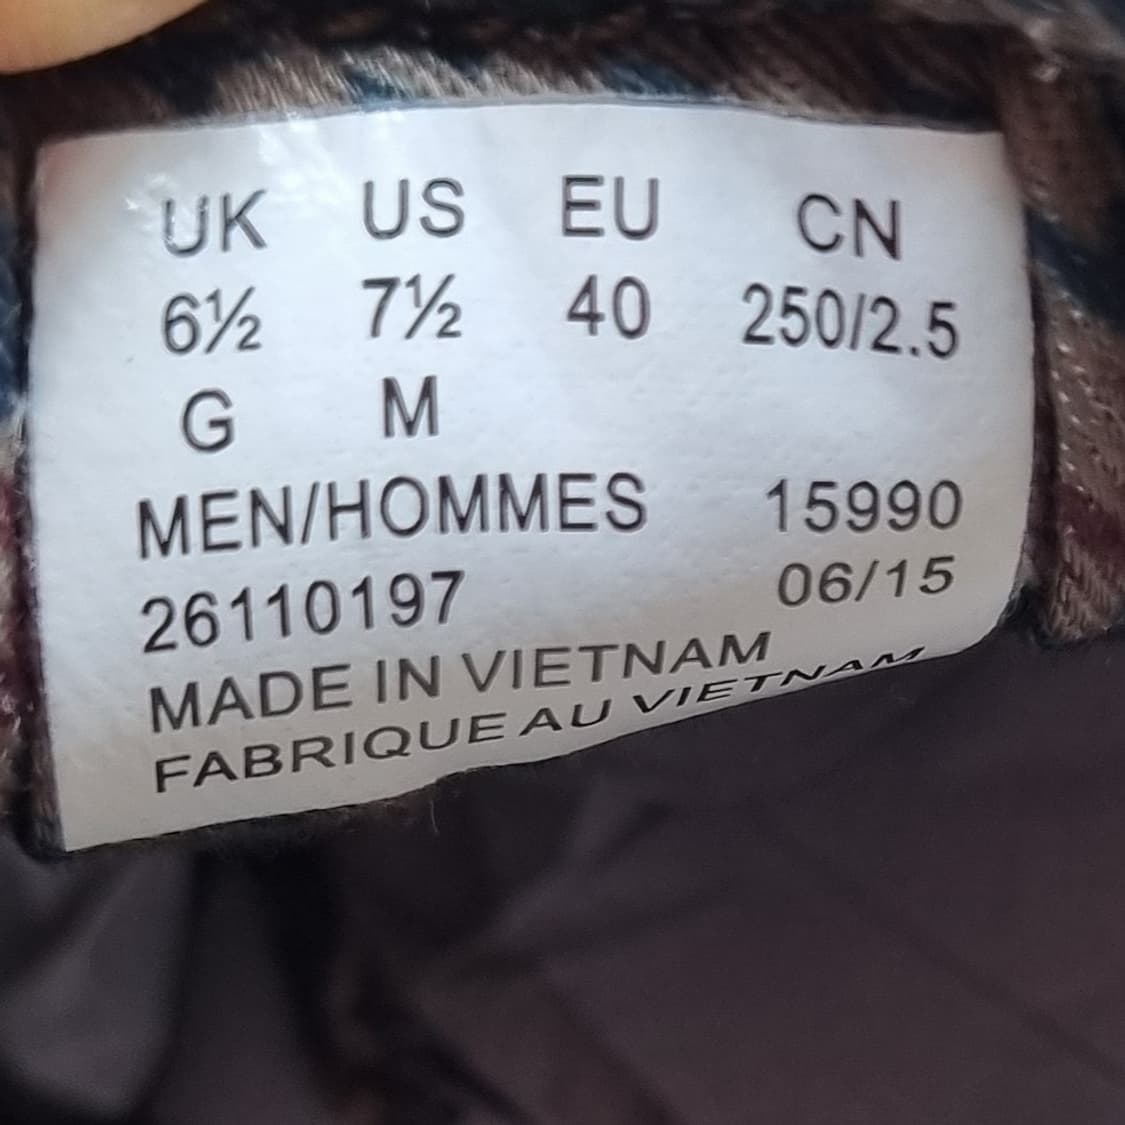 UK US EU CN
6½ 7½ 40 250/2.5
G M
MEN/HOMMES 15990
26110197 06/15
MADE IN VIETNAM
FABRIQUE AU VIETNAM